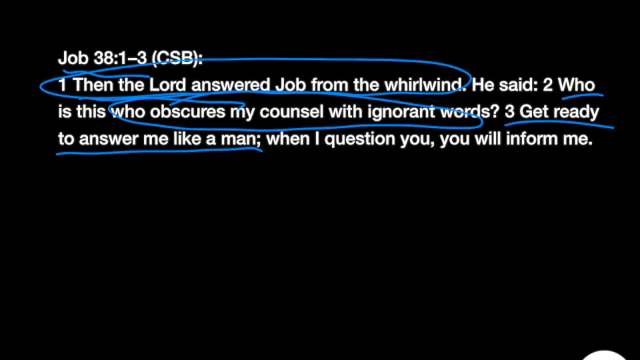 Job 38:1–3 (CSB):
1 Then the Lord answered Job from the whirlwind. He said: 2 Who
is this who obscures my counsel with ignorant words? 3 Get ready
to answer me like a man; when I question you, you will inform me.